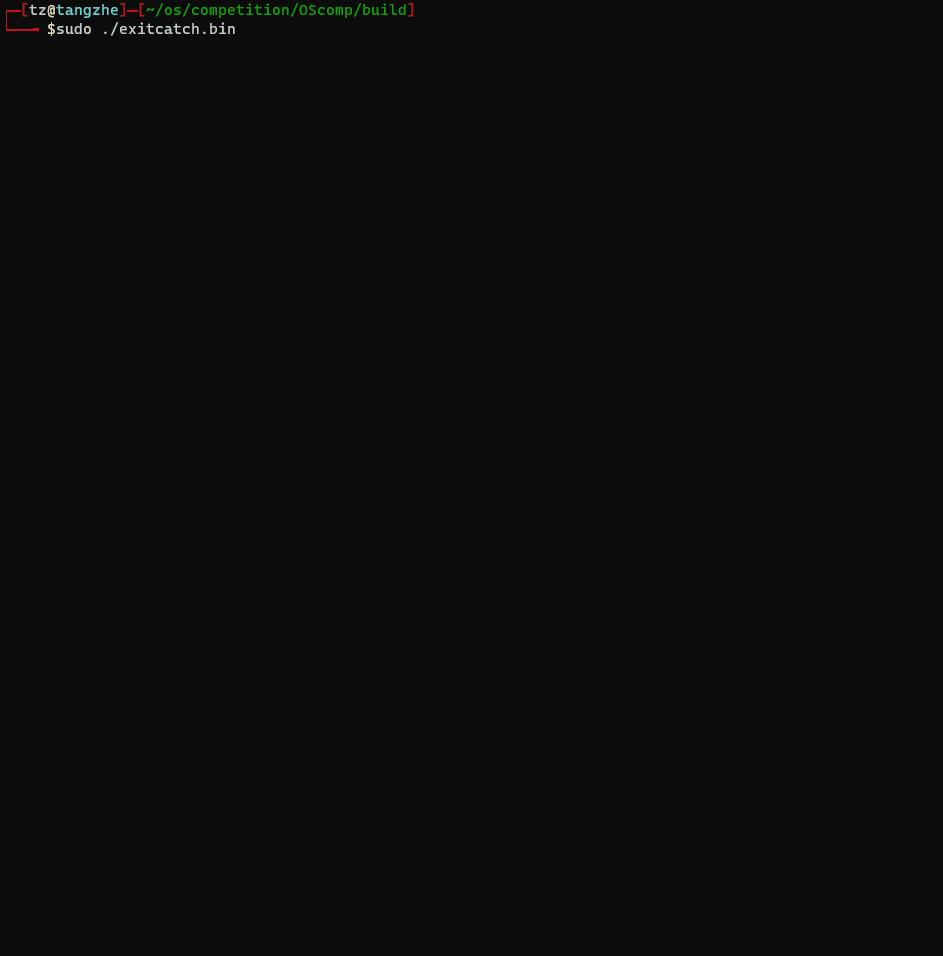 ┌─[tz@tangzhe]─[~/os/competition/OScomp/build]
└──╼ $sudo ./exitcatch.bin